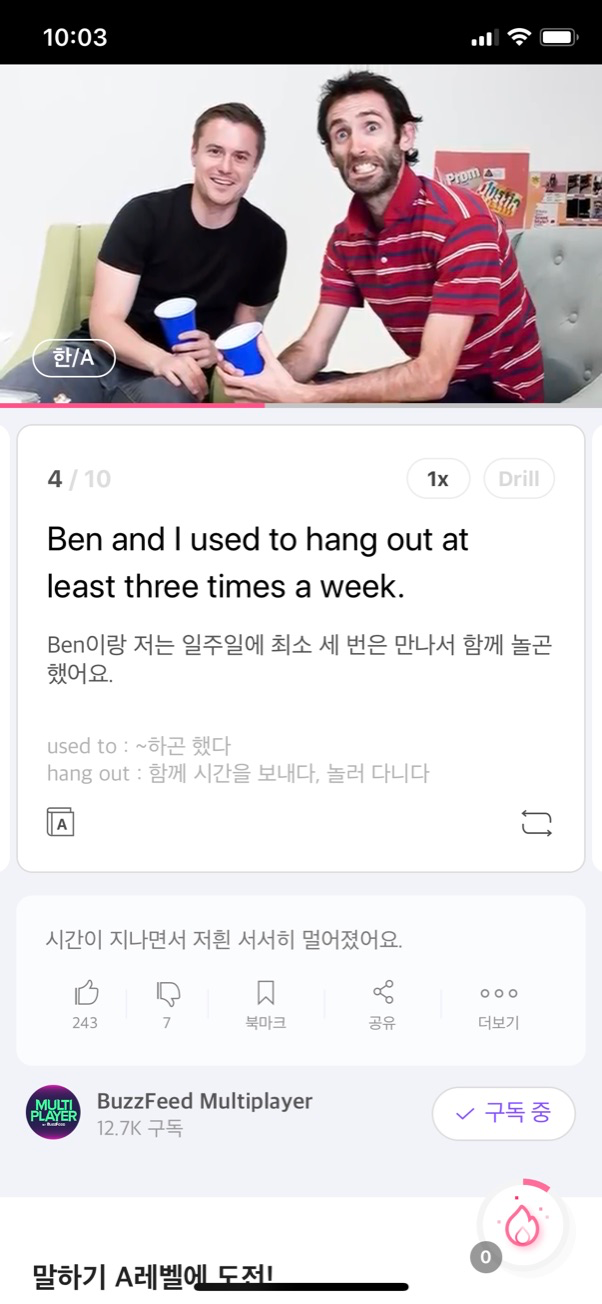 10:03
Prom
한/A
4 / 10
1x
Drill
Ben and I used to hang out at
least three times a week.
Ben이랑 저는 일주일에 최소 세 번은 만나서 함께 놀곤
했어요.
used to : ~하곤 했다
hang out : 함께 시간을 보내다, 놀러 다니다
A
시간이 지나면서 저흰 서서히 멀어졌어요.
243
7
북마크
공유
더보기
MULTI
PLAYER
BuzzFeed Multiplayer
12.7K 구독
구독 중
0
말하기 A레벨에 도전!